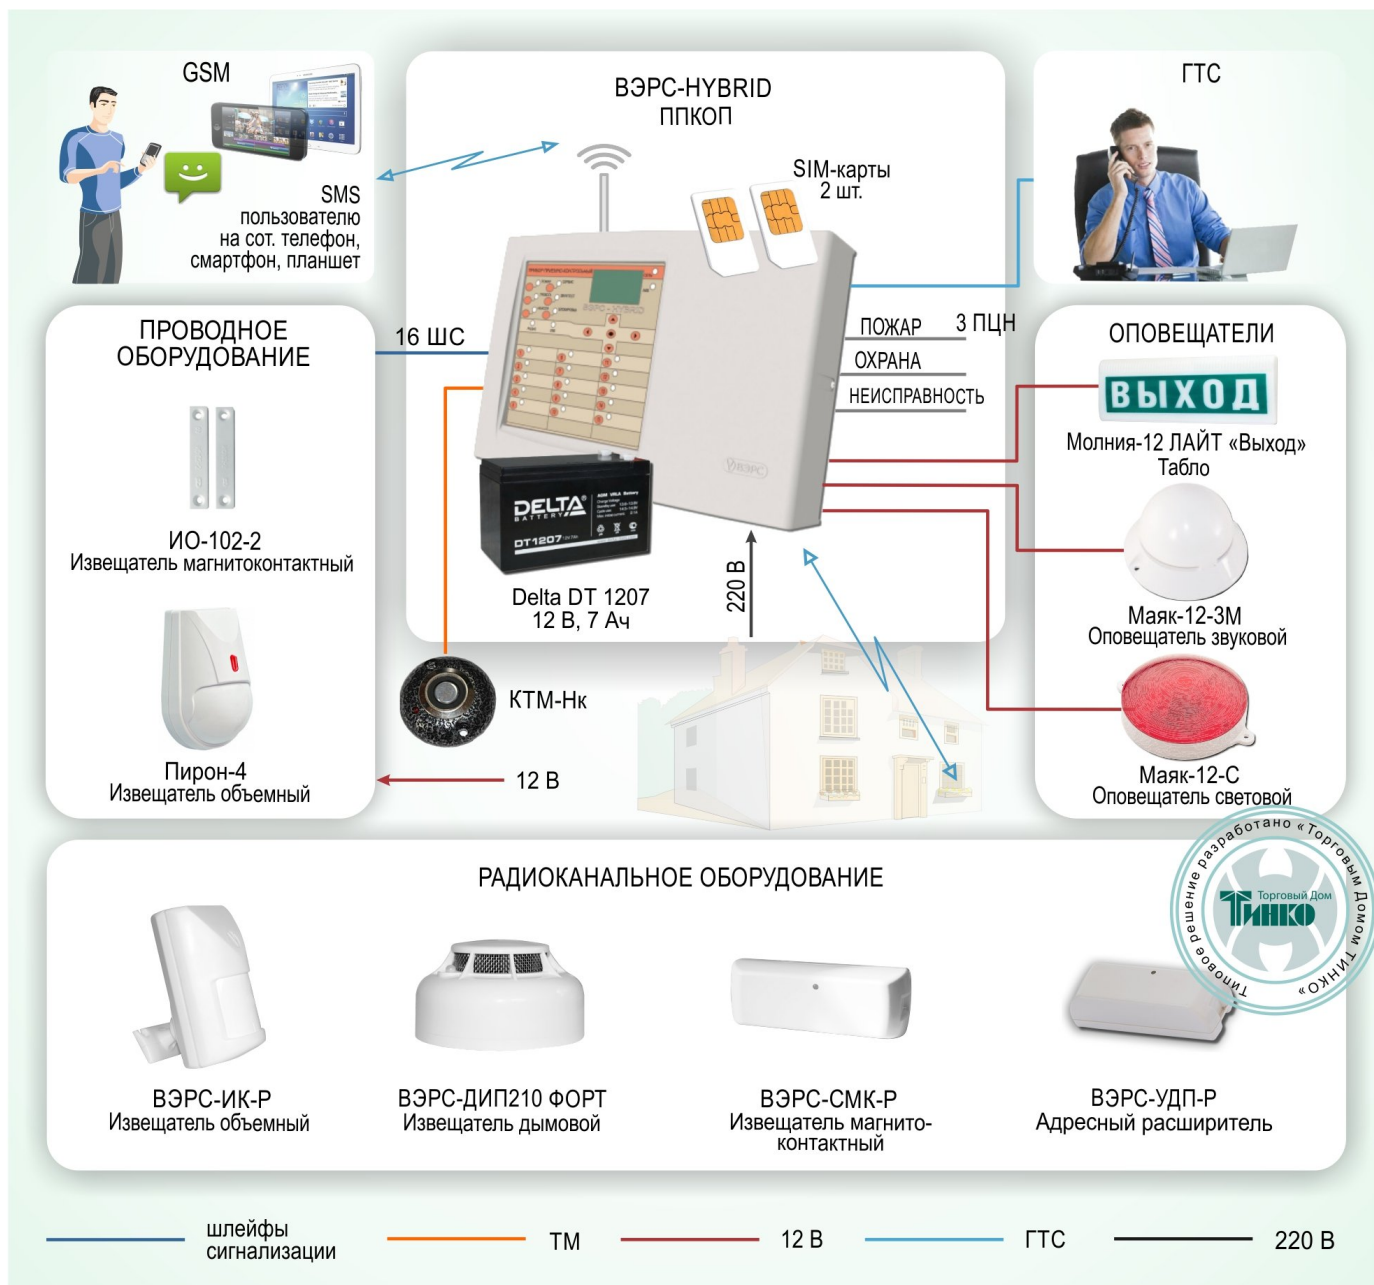 GSM
SMS
пользователю
на сот. телефон,
смартфон, планшет
ВЭРС-HYBRID
ППКОП
SIM-карты
2 шт.
ГТС
ПРОВОДНОЕ
ОБОРУДОВАНИЕ
ИО-102-2
Извещатель магнитоконтактный
Пирон-4
Извещатель объемный
16 ШС
ВЭРС-HYBRID
ВЭРС
ПОЖАР
3 ПЦН
ОХРАНА
НЕИСПРАВНОСТЬ
DELTA
BATTERY
DT1207
Delta DT 1207
12 В, 7 Ач
220 В
КТМ-Нк
12 В
ОПОВЕЩАТЕЛИ
ВЫХОД
Молния-12 ЛАЙТ «Выход»
Табло
Маяк-12-3М
Оповещатель звуковой
Маяк-12-С
Оповещатель световой
РАДИОКАНАЛЬНОЕ ОБОРУДОВАНИЕ
Типовое решение разработано «Торговым Домом ТИНКО»
Торговый Дом
ТИНКО
ВЭРС-ИК-Р
Извещатель объемный
ВЭРС-ДИП210 ФОРТ
Извещатель дымовой
ВЭРС-СМК-Р
Извещатель магнито-
контактный
ВЭРС-УДП-Р
Адресный расширитель
шлейфы
сигнализации
ТМ
12 В
ГТС
220 В